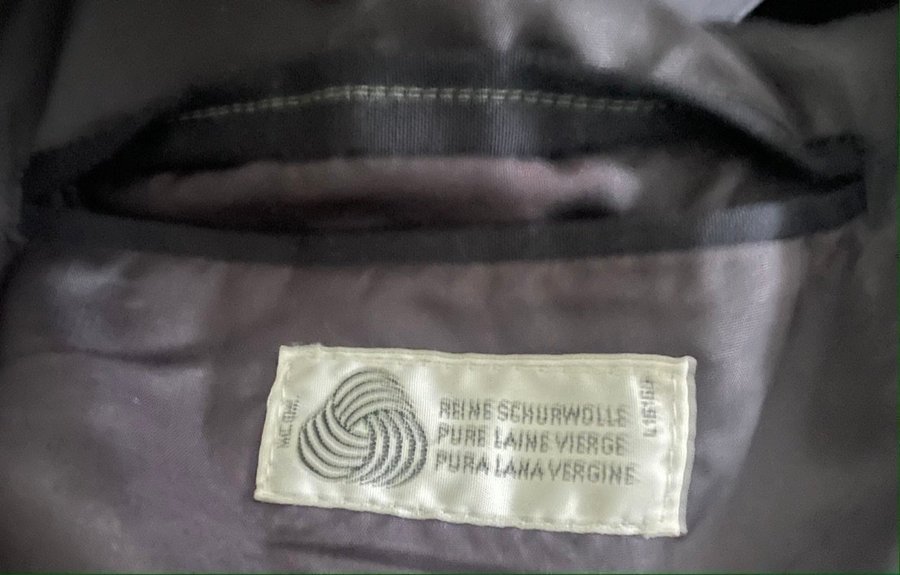 REINE SCHURWOLLE
PURE LAINE VIERGE
PURA LANA VERGINE